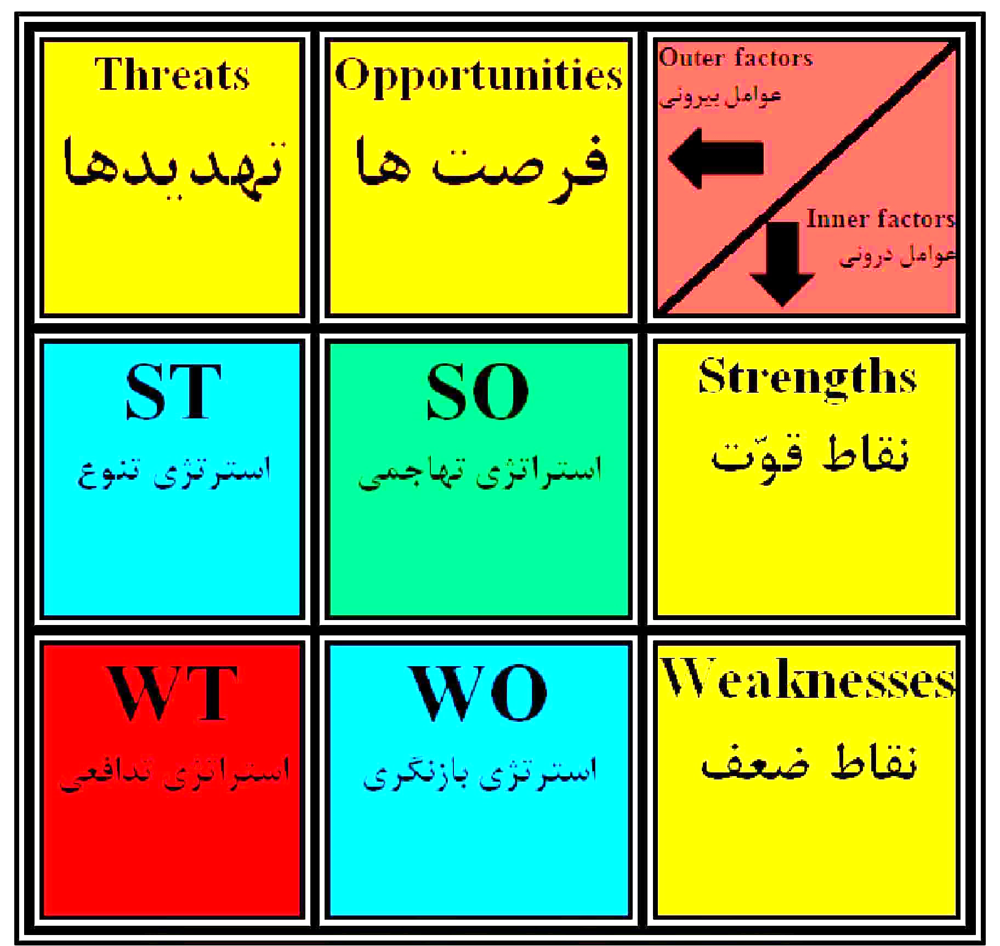 Outer factors
عوامل بیرونی
Inner factors
عوامل درونی
Opportunities
فرصت ها
Threats
تهدیدها
Strengths
نقاط قوّت
SO
استراتژی تهاجمی
ST
استرتژی تنوع
Weaknesses
نقاط ضعف
WO
استرتژی بازنگری
WT
استراتژی تدافعی